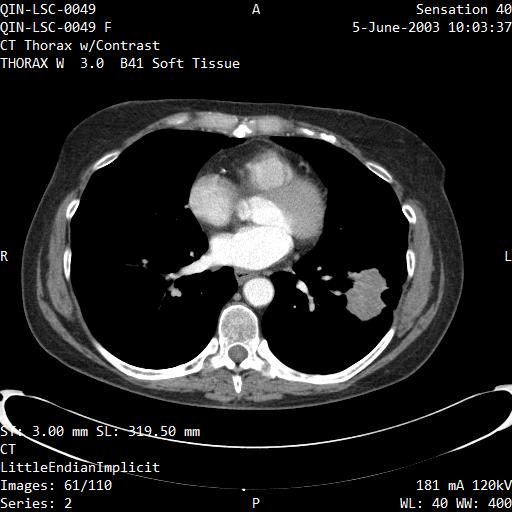 QIN-LSC-0049
A
Sensation 40
QIN-LSC-0049 F
5-June-2003 10:03:37
CT Thorax w/Contrast
THORAX W 3.0 B41 Soft Tissue
R
L
ST: 3.00 mm SL: 319.50 mm
CT
LittleEndianImplicit
Images: 61/110
181 mA 120kV
Series: 2
P
WL: 40 WW: 400